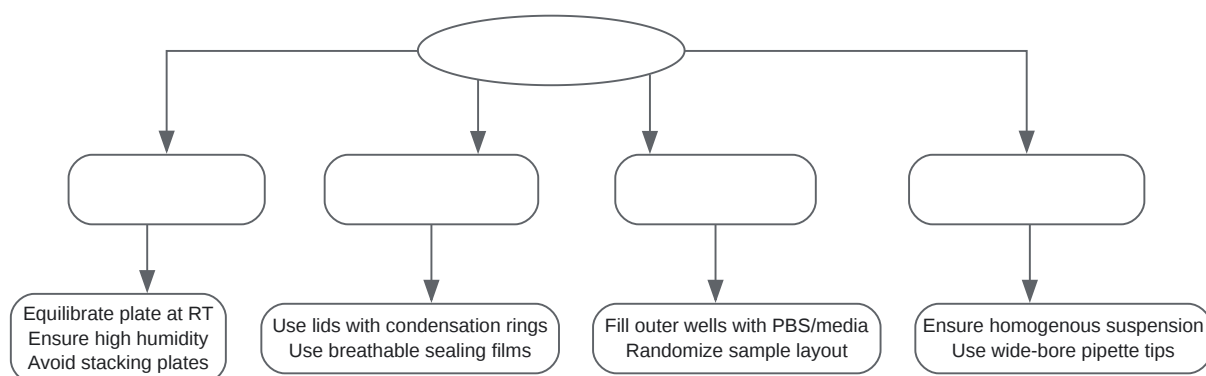 Equilibrate plate at RT
Ensure high humidity
Avoid stacking plates
Use lids with condensation rings
Use breathable sealing films
Fill outer wells with PBS/media
Randomize sample layout
Ensure homogenous suspension
Use wide-bore pipette tips